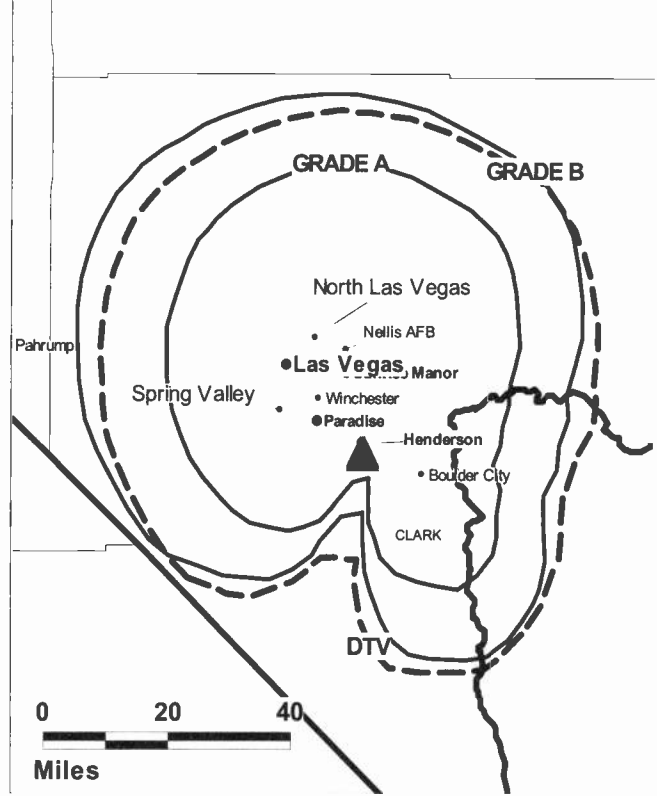 GRADE A
GRADE B
North Las Vegas
Nellis AFB
Pahrump
Las Vegas
Manor
Spring Valley
Winchester
Paradise
Henderson
Boulder City
CLARK
DTV
0 20 40
Miles